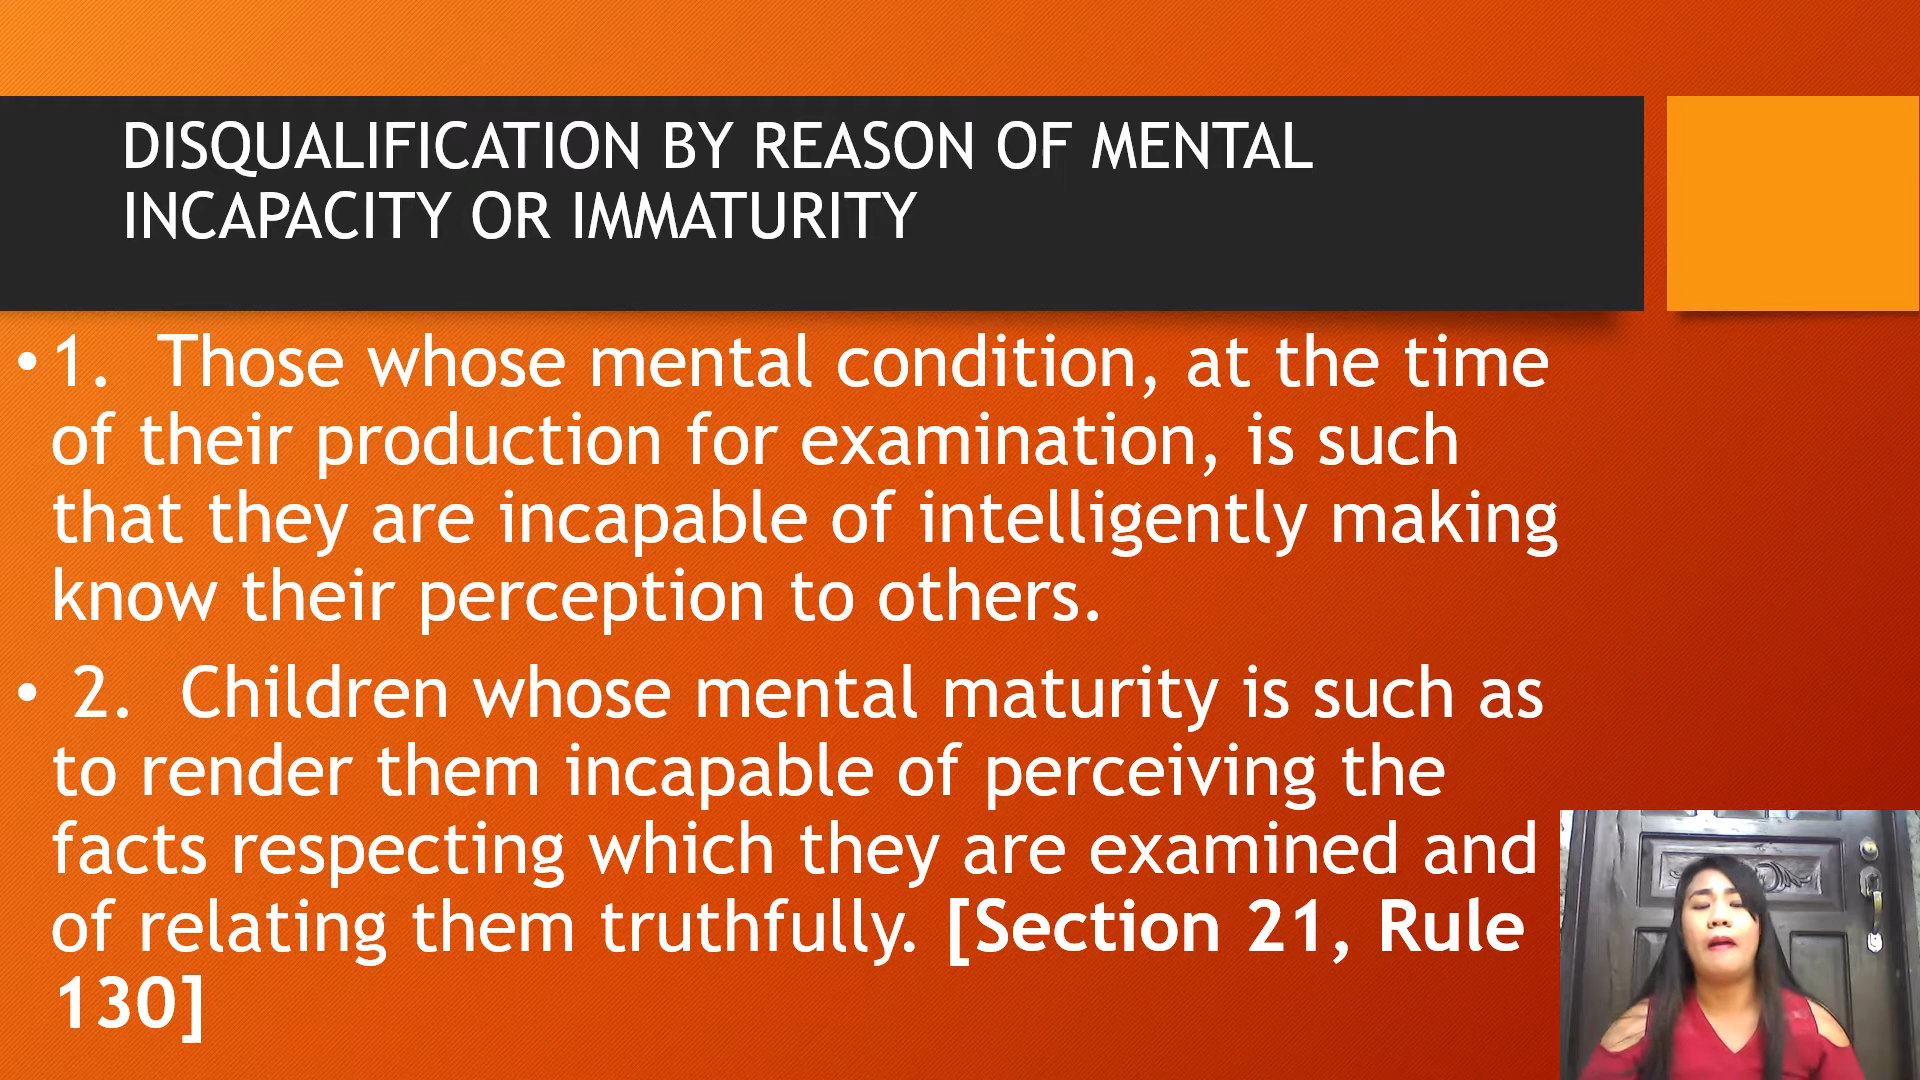 DISQUALIFICATION BY REASON OF MENTAL
INCAPACITY OR IMMATURITY
• 1. Those whose mental condition, at the time
of their production for examination, is such
that they are incapable of intelligently making
know their perception to others.
• 2. Children whose mental maturity is such as
to render them incapable of perceiving the
facts respecting which they are examined and
of relating them truthfully. [Section 21, Rule
130]